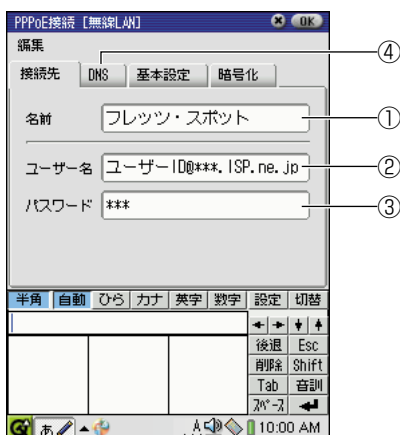 PPPoE接続 [無線LAN] OK
編集
接続先 DNS 基本設定 暗号化
④
名前 フレッツ・スポット
①
ユーザー名 ユーザーID@***.ISP.ne.jp
②
パスワード ***
③
半角 自動 ひら カナ 英字 数字 設定 切替
後退 Esc
削除 Shift
Tab 音訓
スペース
あ A 10:00 AM